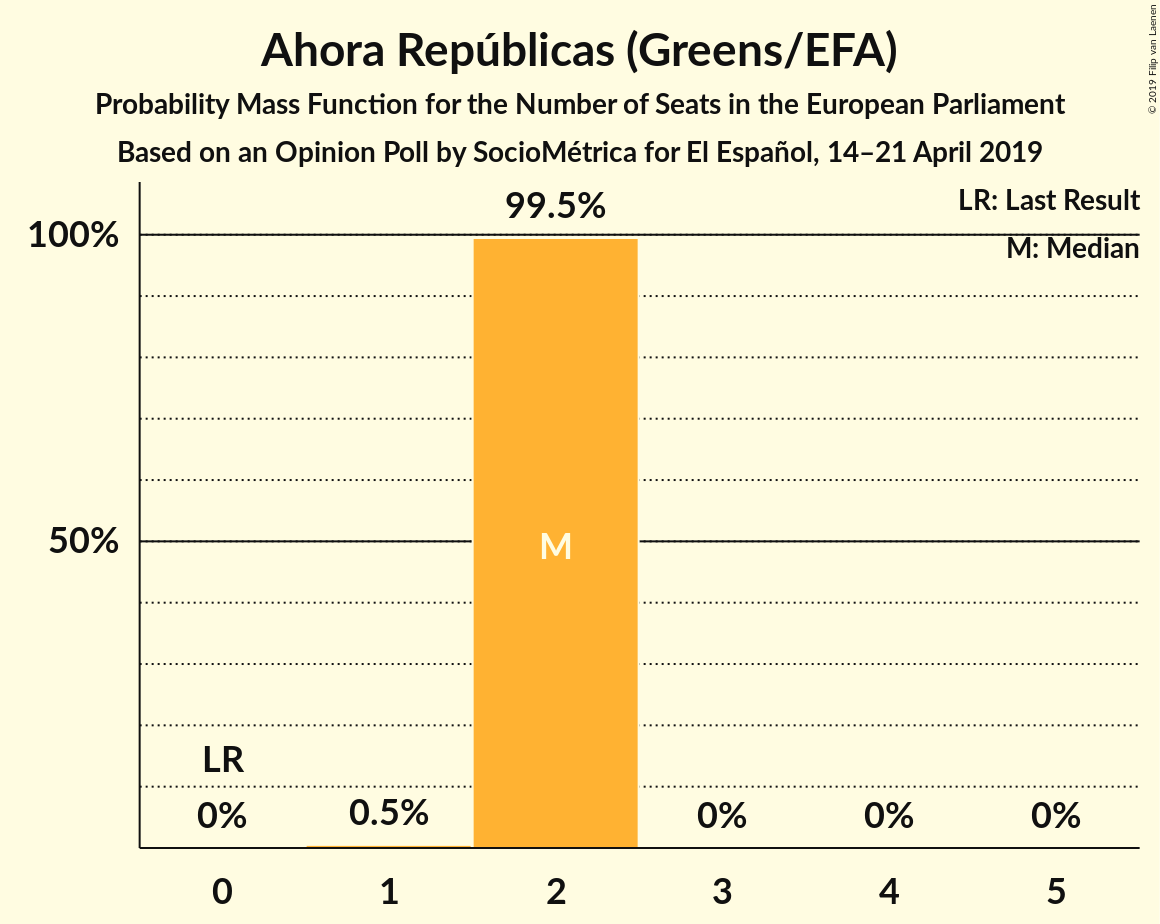 Ahora Repúblicas (Greens/EFA)
Probability Mass Function for the Number of Seats in the European Parliament
Based on an Opinion Poll by SocioMétrica for El Español, 14–21 April 2019
© 2019 Filip van Laenen
LR: Last Result
M: Median
99.5%
100%
50%
M
LR
0%
0.5%
0%
0%
0%
0 1 2 3 4 5